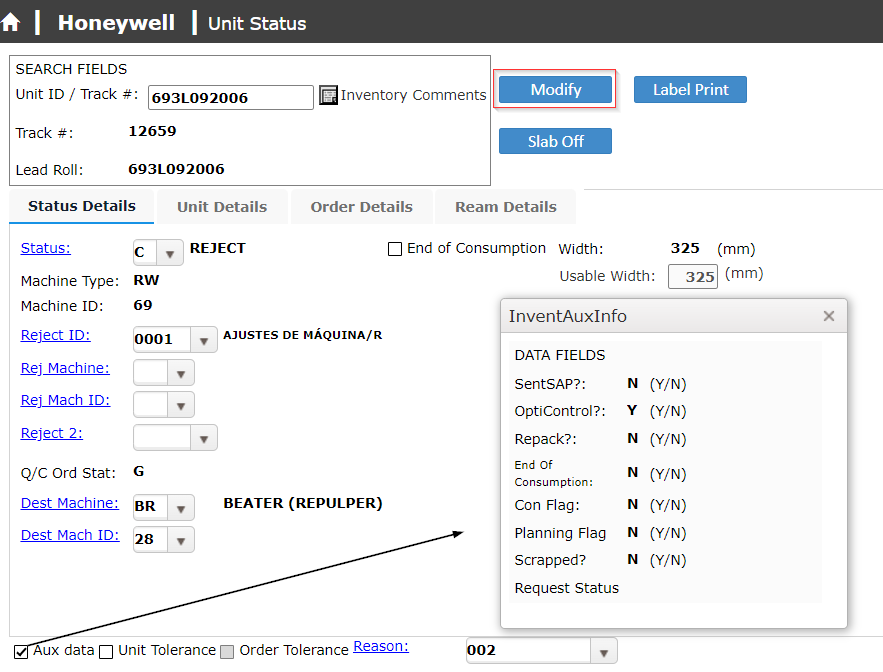 Honeywell Unit Status
SEARCH FIELDS
Unit ID / Track #: 693L092006 Inventory Comments
Modify Label Print
Track #: 12659
Slab Off
Lead Roll: 693L092006
Status Details Unit Details Order Details Ream Details
Status: C REJECT End of Consumption Width: 325 (mm)
Usable Width: 325 (mm)
Machine Type: RW
Machine ID: 69
Reject ID: 0001 AJUSTES DE MÁQUINA/R
Rej Machine:
Rej Mach ID:
Reject 2:
Q/C Ord Stat: G
Dest Machine: BR BEATER (REPULPER)
Dest Mach ID: 28
InventAuxInfo ×
DATA FIELDS
SentSAP?: N (Y/N)
OptiControl?: Y (Y/N)
Repack?: N (Y/N)
End Of
Consumption: N (Y/N)
Con Flag: N (Y/N)
Planning Flag N (Y/N)
Scrapped? N (Y/N)
Request Status
Aux data Unit Tolerance Order Tolerance Reason: 002